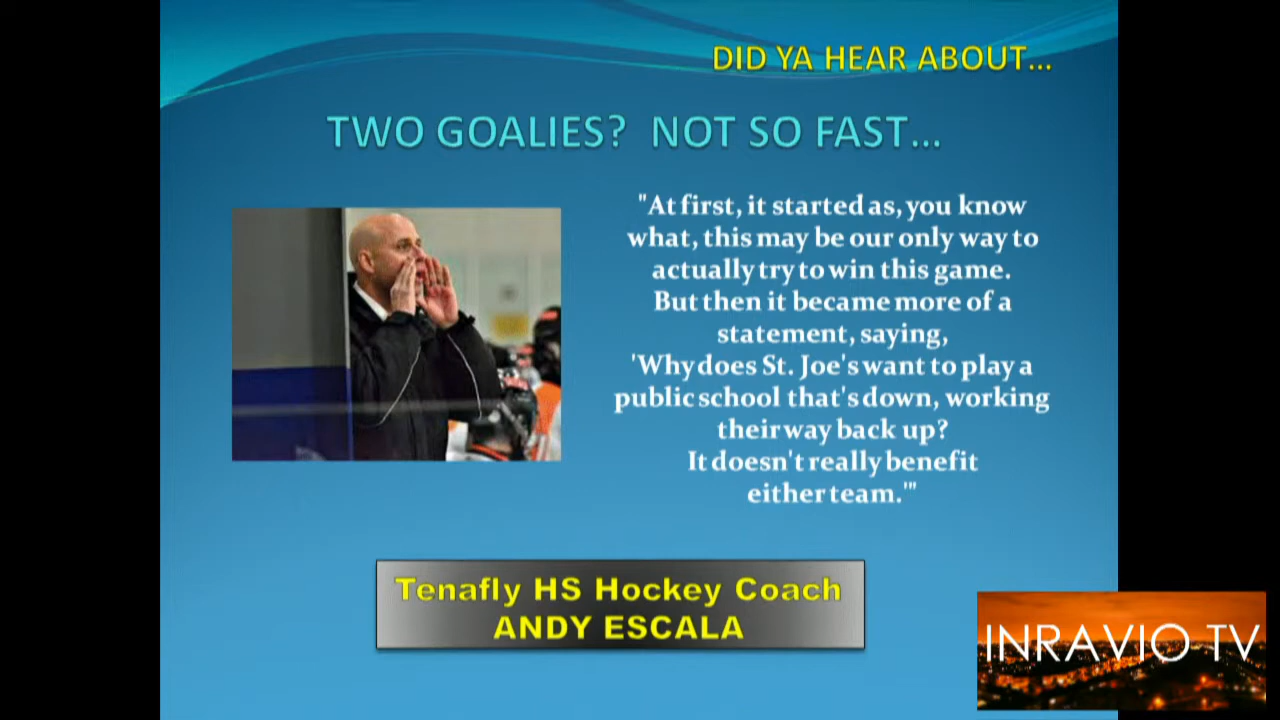 DID YA HEAR ABOUT...
TWO GOALIES? NOT SO FAST...
"At first, it started as, you know
what, this may be our only way to
actually try to win this game.
But then it became more of a
statement, saying,
'Why does St. Joe's want to play a
public school that's down, working
their way back up?
It doesn't really benefit
either team.'"
Tenafly HS Hockey Coach
ANDY ESCALA
INRAVIO TV